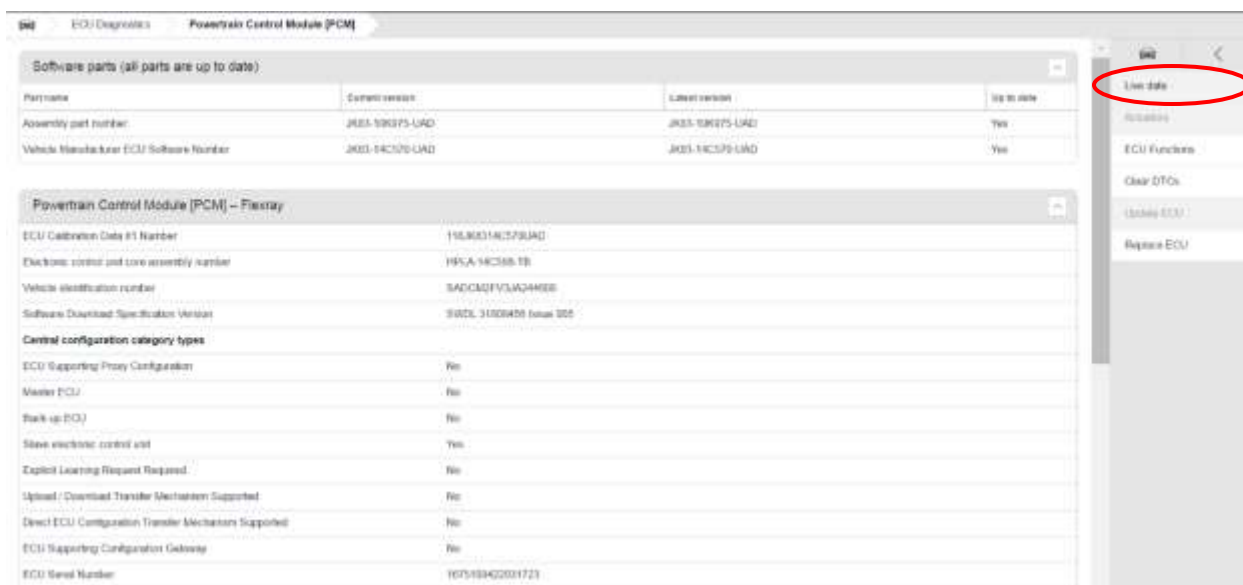 ECU Diagnostics Powertrain Control Module [PCM]
Software parts (all parts are up to date)
Part name Current version Latest version Up to date
Assembly part number Yes
Vehicle Manufacturer ECU Software Number JK83-14C570-UAD JK83-14C570-UAD Yes
Powertrain Control Module [PCM] – Flexray
ECU Calibration Data #1 Number
Electronic control unit core assembly number
Vehicle identification number
Software Download Specification Version
Central configuration category types
ECU Supporting Proxy Configuration No
Master ECU No
Back up ECU No
Slave electronic control unit Yes
Explicit Learning Request Required No
Upload / Download Transfer Mechanism Supported No
Direct ECU Configuration Transfer Mechanism Supported No
ECU Supporting Configuration Gateway No
ECU Serial Number
Live data
Actuators
ECU Functions
Clear DTCs
Update ECU
Replace ECU